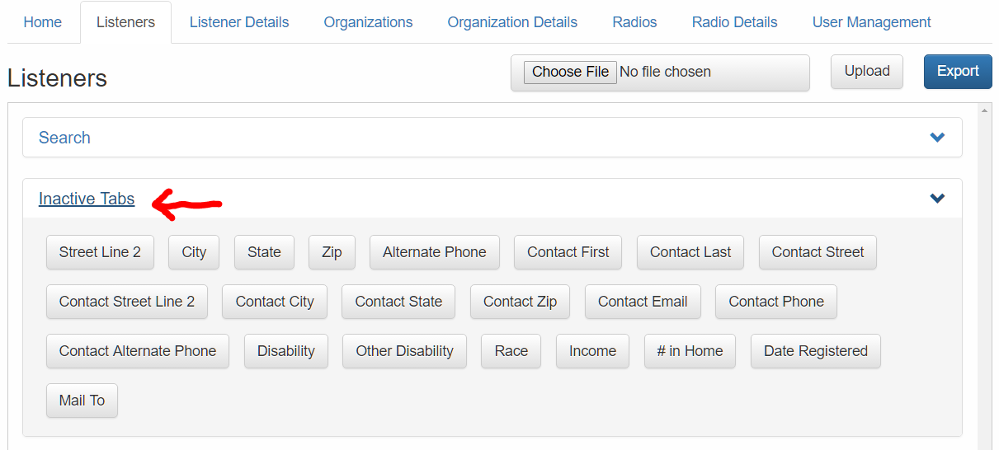 Home Listeners Listener Details Organizations Organization Details Radios Radio Details User Management
Listeners Choose File No file chosen Upload Export
Search
Inactive Tabs
Street Line 2 City State Zip Alternate Phone Contact First Contact Last Contact Street
Contact Street Line 2 Contact City Contact State Contact Zip Contact Email Contact Phone
Contact Alternate Phone Disability Other Disability Race Income # in Home Date Registered
Mail To